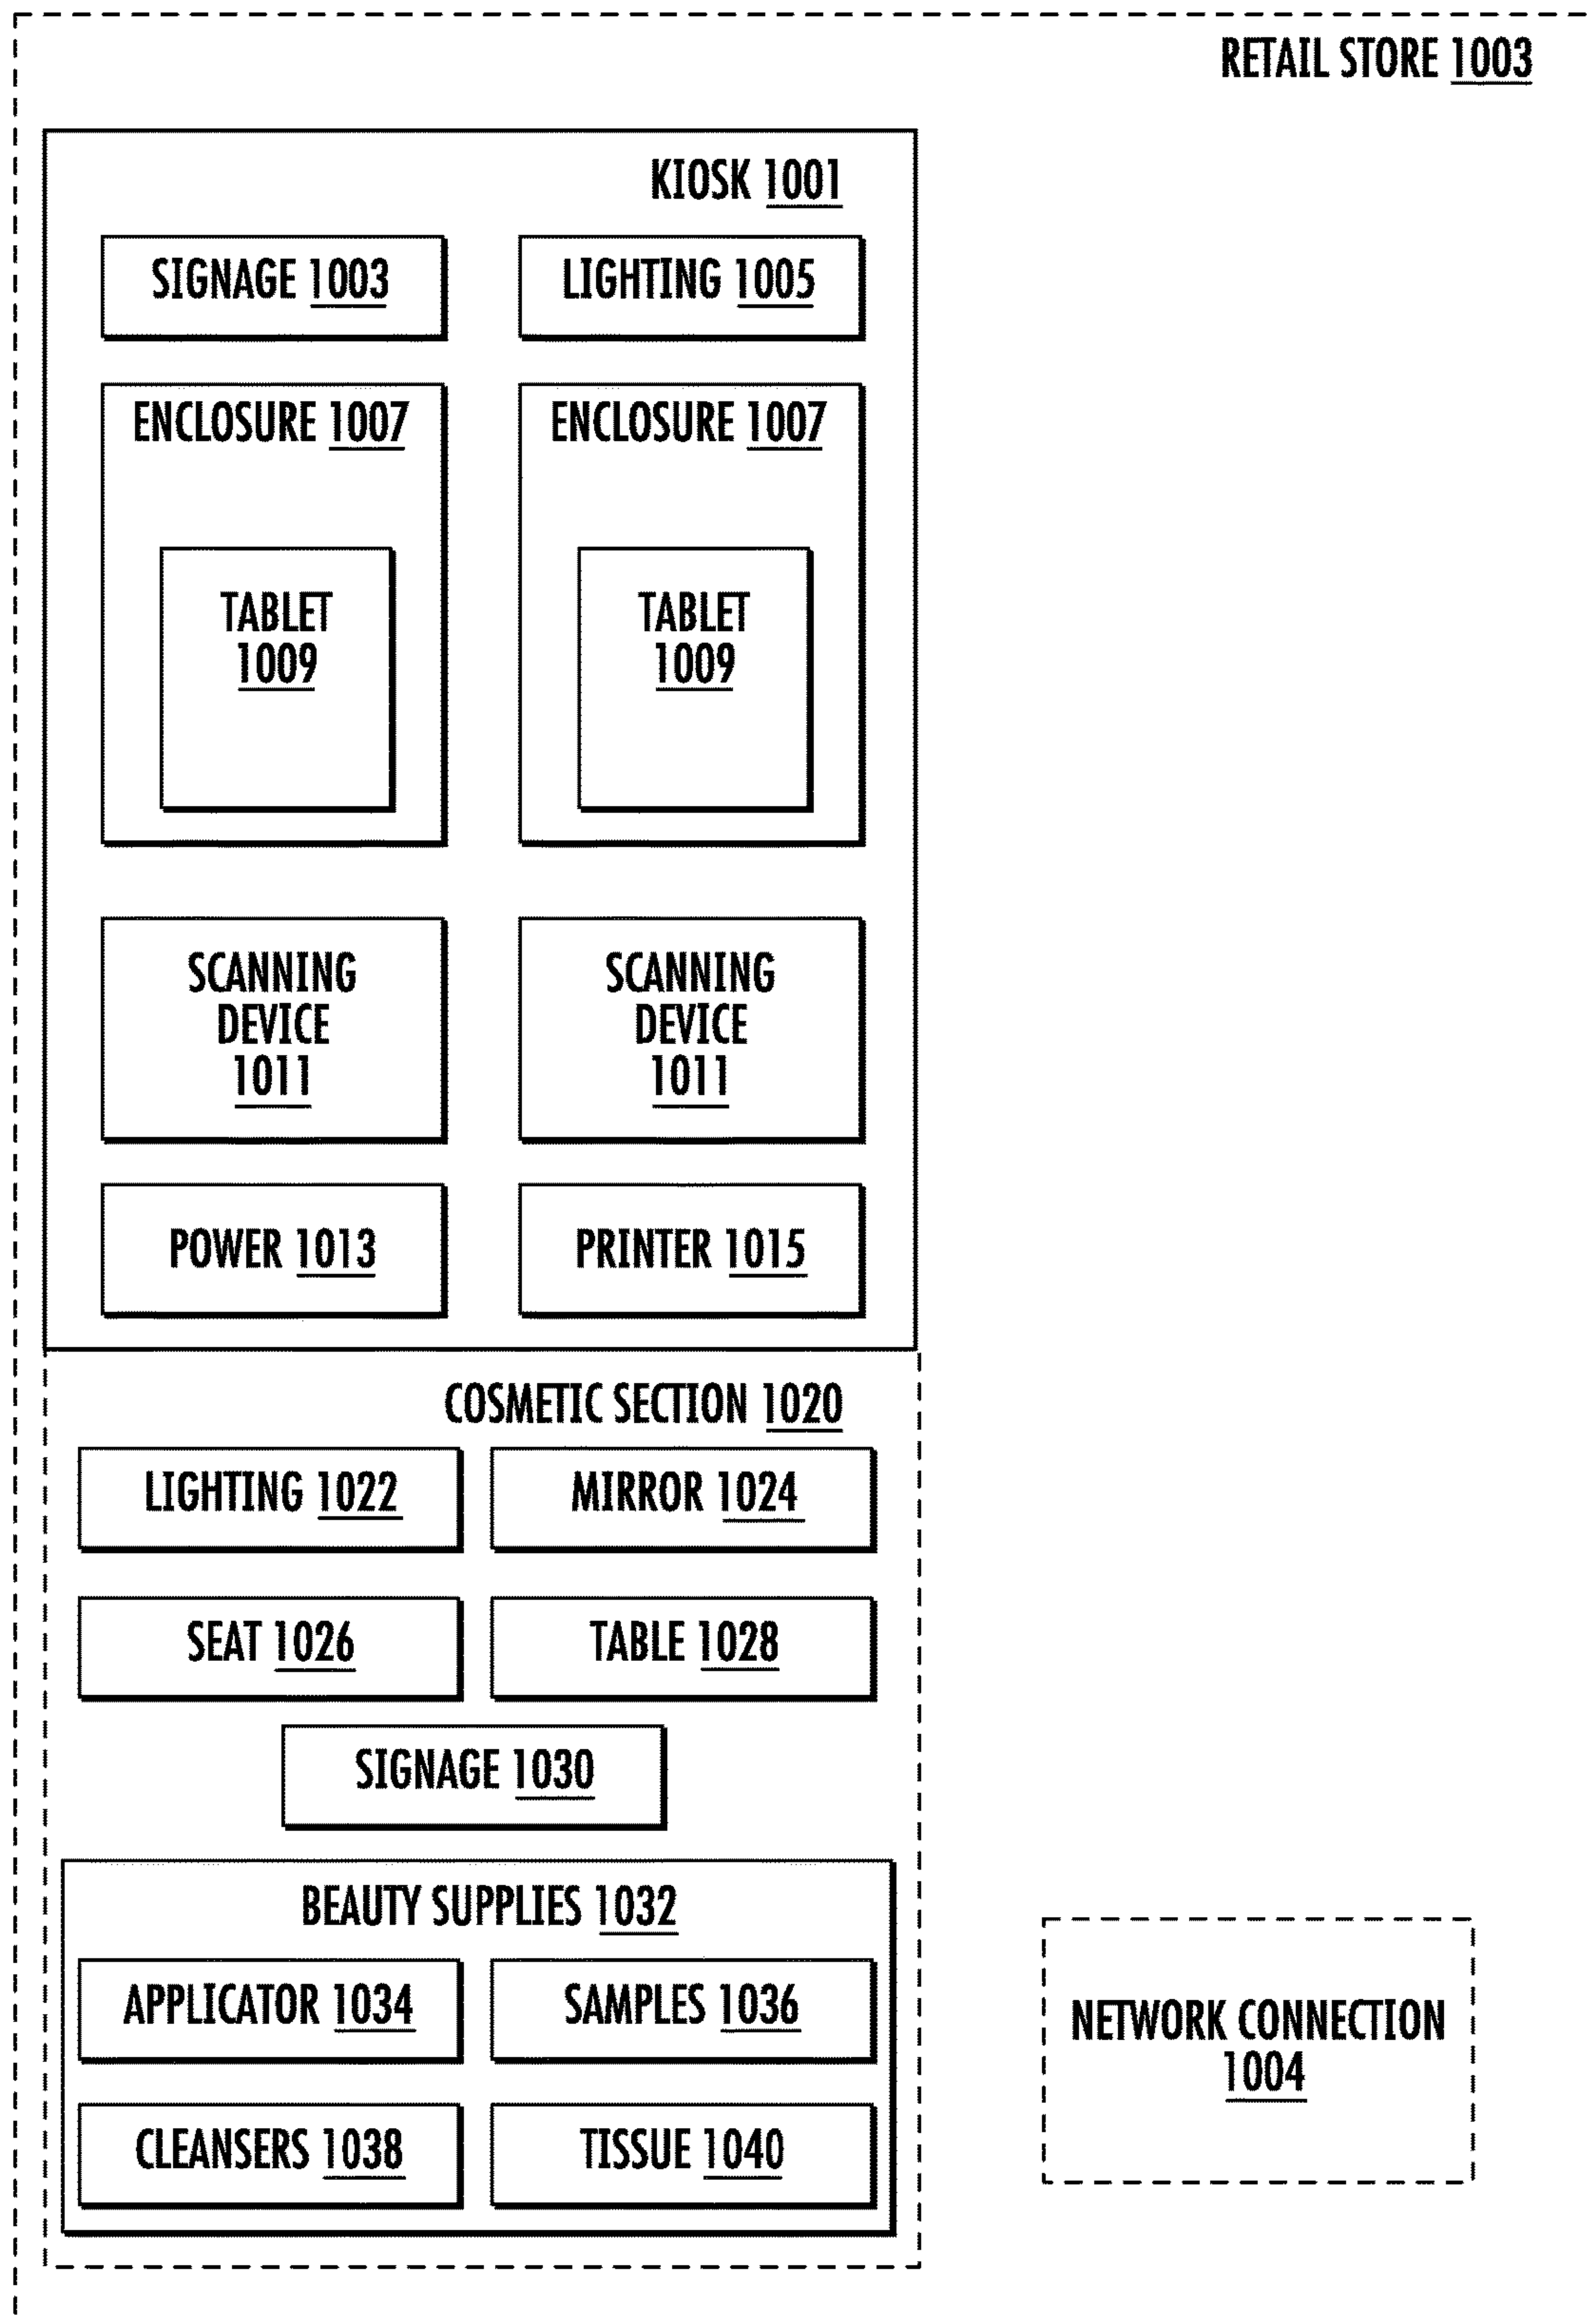 RETAIL STORE 1003
KIOSK 1001
SIGNAGE 1003
LIGHTING 1005
ENCLOSURE 1007
ENCLOSURE 1007
TABLET
1009
TABLET
1009
SCANNING
DEVICE
1011
SCANNING
DEVICE
1011
POWER 1013
PRINTER 1015
COSMETIC SECTION 1020
LIGHTING 1022
MIRROR 1024
SEAT 1026
TABLE 1028
SIGNAGE 1030
BEAUTY SUPPLIES 1032
APPLICATOR 1034
SAMPLES 1036
CLEANSERS 1038
TISSUE 1040
NETWORK CONNECTION
1004